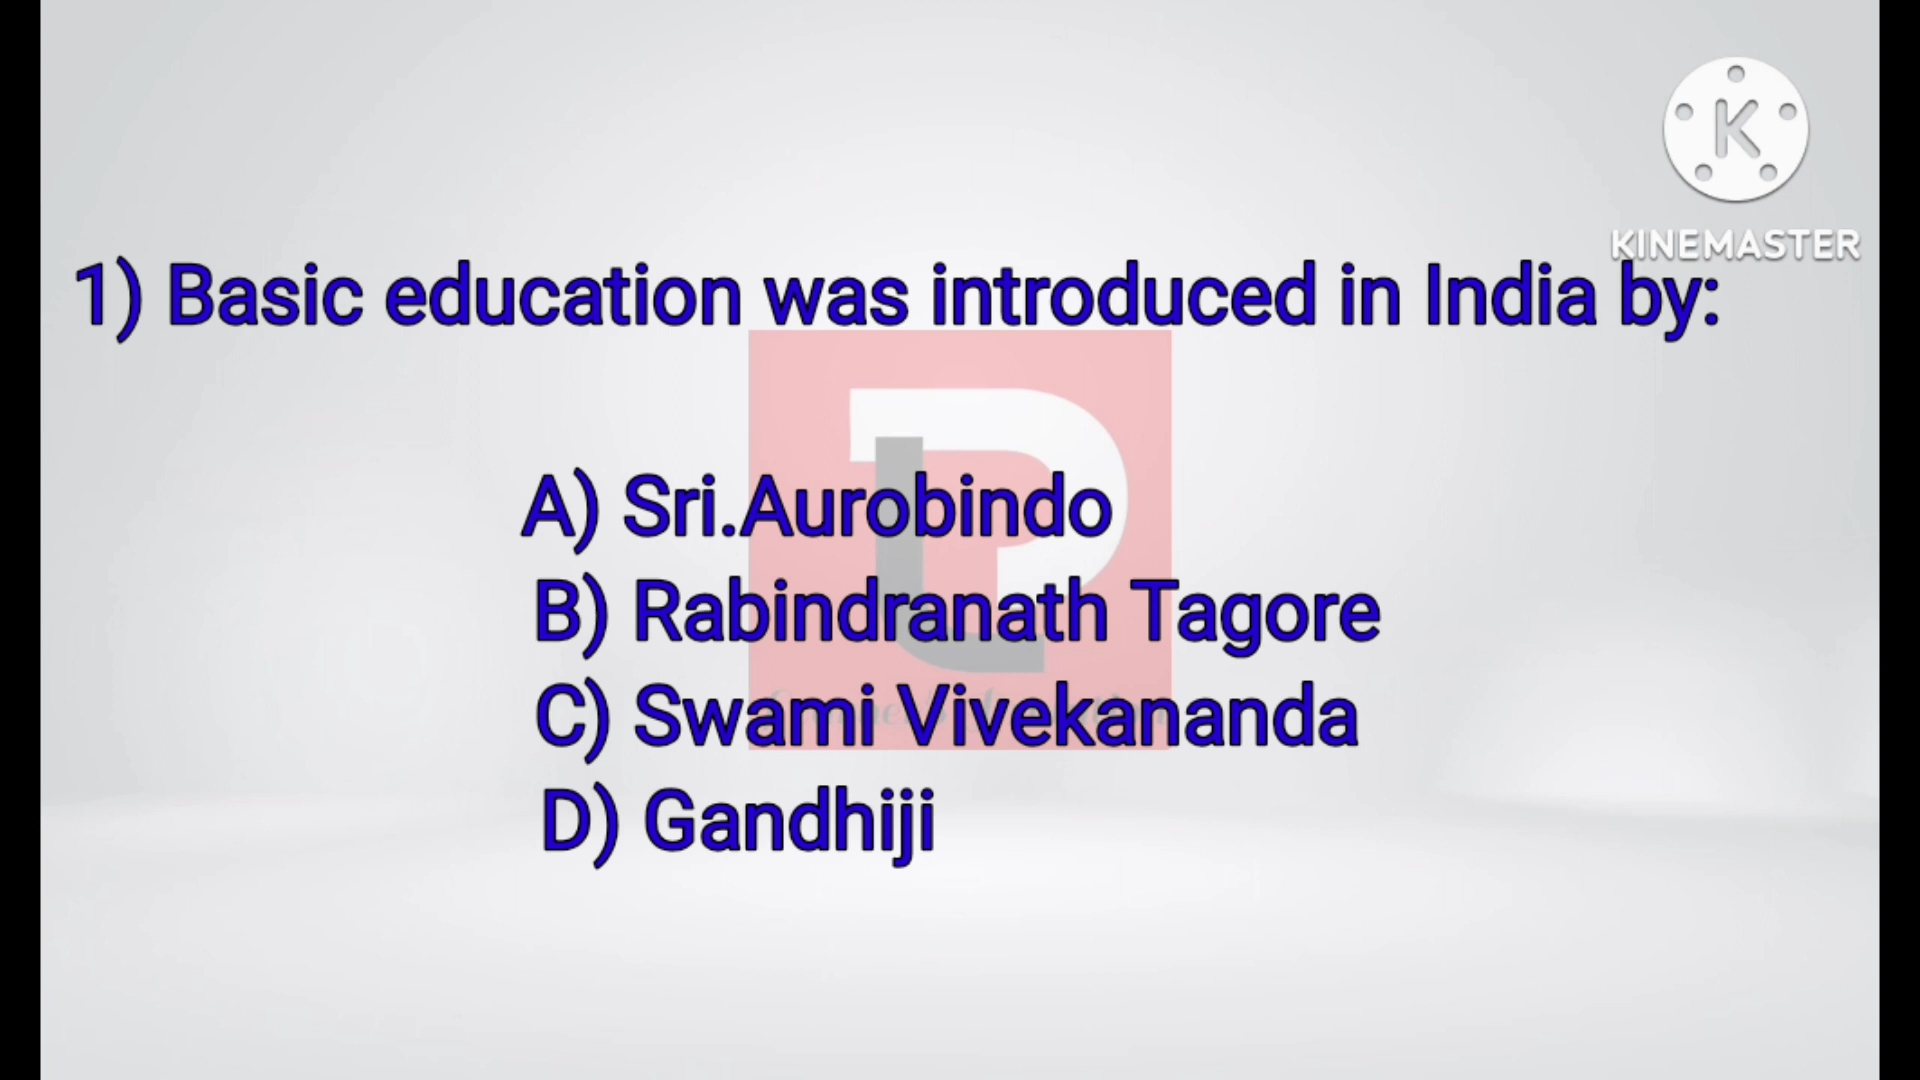 K
KINEMASTER
1) Basic education was introduced in India by:
A) Sri.Aurobindo
B) Rabindranath Tagore
C) Swami Vivekananda
D) Gandhiji